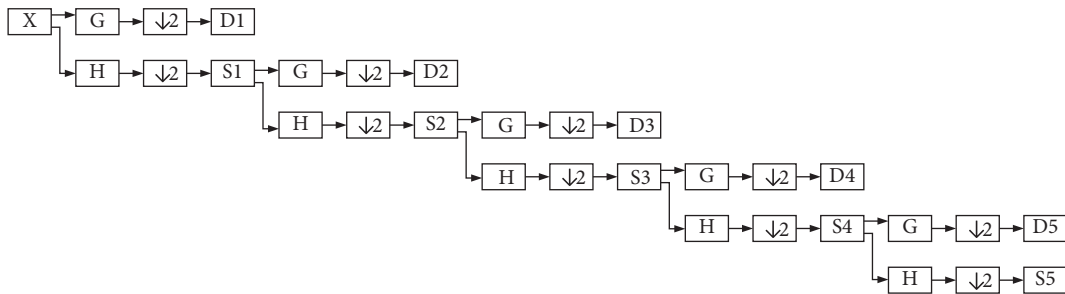 X G ↓2 D1
H ↓2 S1 G ↓2 D2
H ↓2 S2 G ↓2 D3
H ↓2 S3 G ↓2 D4
H ↓2 S4 G ↓2 D5
H ↓2 S5